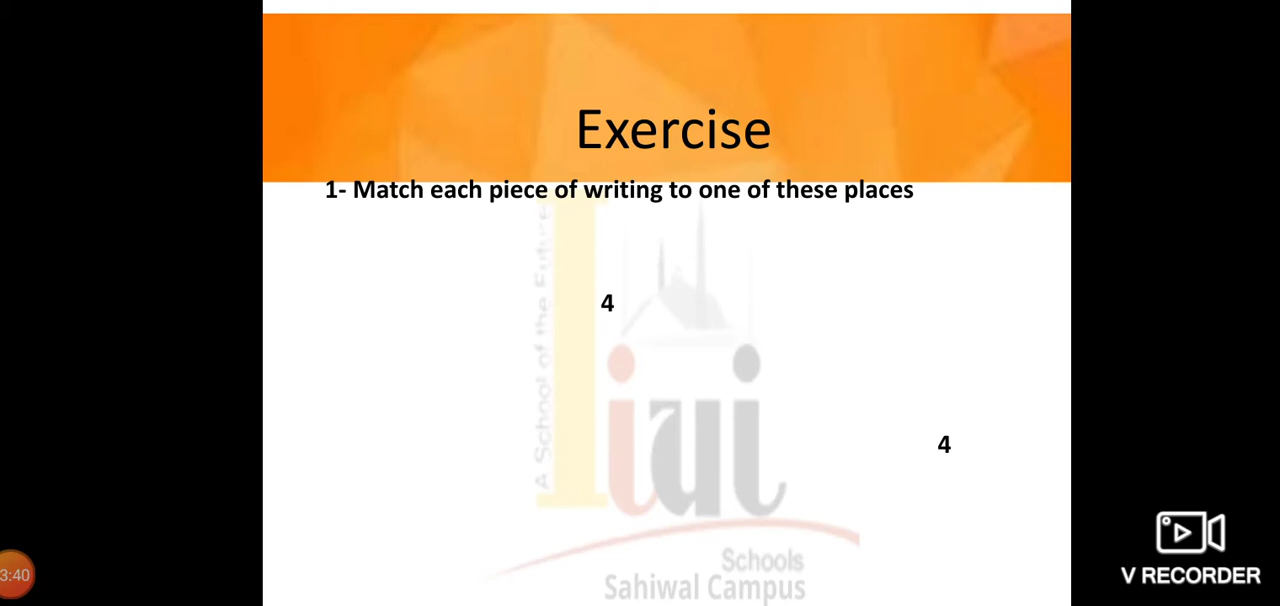 Exercise
1- Match each piece of writing to one of these places
4
4
A School of the Future
Iiui
Schools
Sahiwal Campus
3:40
V RECORDER